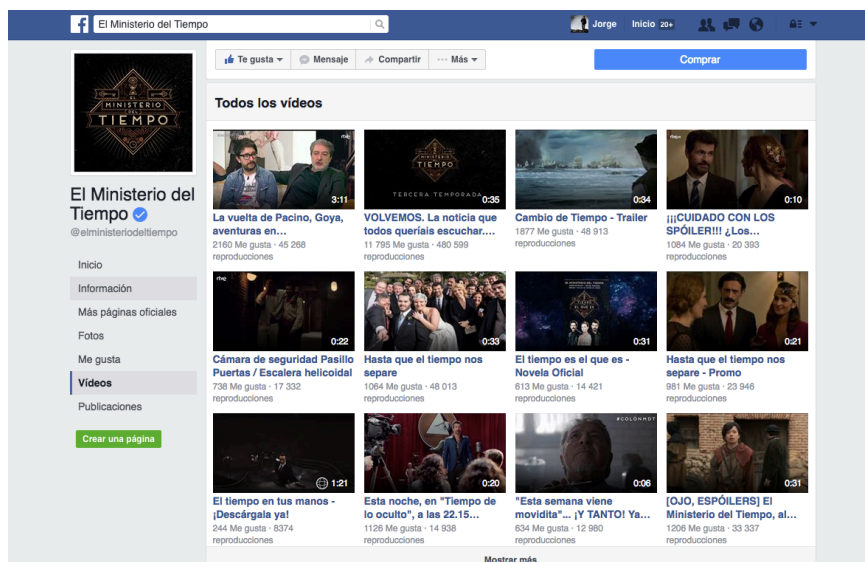 El Ministerio del Tiempo
Jorge Inicio 20+
Te gusta Mensaje Compartir ··· Más
Comprar
EL
MINISTERIO
DEL
TIEMPO
El Ministerio del
Tiempo
@elministeriodeltiempo
Inicio
Información
Más páginas oficiales
Fotos
Me gusta
Vídeos
Publicaciones
Crear una página
Todos los vídeos
rtve
3:11
La vuelta de Pacino, Goya,
aventuras en…
2160 Me gusta · 45 268
reproducciones
MINISTERIO
TIEMPO
TERCERA TEMPORADA
0:35
VOLVEMOS. La noticia que
todos queríais escuchar.…
11 795 Me gusta · 480 599
reproducciones
0:34
Cambio de Tiempo - Trailer
1877 Me gusta · 48 913
reproducciones
rtve
0:10
¡¡¡CUIDADO CON LOS
SPÓILER!!! ¿Los…
1084 Me gusta · 20 393
reproducciones
rtve
0:22
Cámara de seguridad Pasillo
Puertas / Escalera helicoidal
738 Me gusta · 17 332
reproducciones
0:33
Hasta que el tiempo nos
separe
1064 Me gusta · 48 013
reproducciones
EL MINISTERIO DEL TIEMPO
0:31
El tiempo es el que es -
Novela Oficial
613 Me gusta · 14 421
reproducciones
0:21
Hasta que el tiempo nos
separe - Promo
981 Me gusta · 23 946
reproducciones
1:21
El tiempo en tus manos -
¡Descárgala ya!
244 Me gusta · 8374
reproducciones
0:20
Esta noche, en "Tiempo de
lo oculto", a las 22.15…
1126 Me gusta · 14 938
reproducciones
#COLONMDT
0:06
"Esta semana viene
movidita"... ¡Y TANTO! Ya…
634 Me gusta · 12 980
reproducciones
0:31
[OJO, ESPÓILERS] El
Ministerio del Tiempo, al…
1206 Me gusta · 33 337
reproducciones
Mostrar más